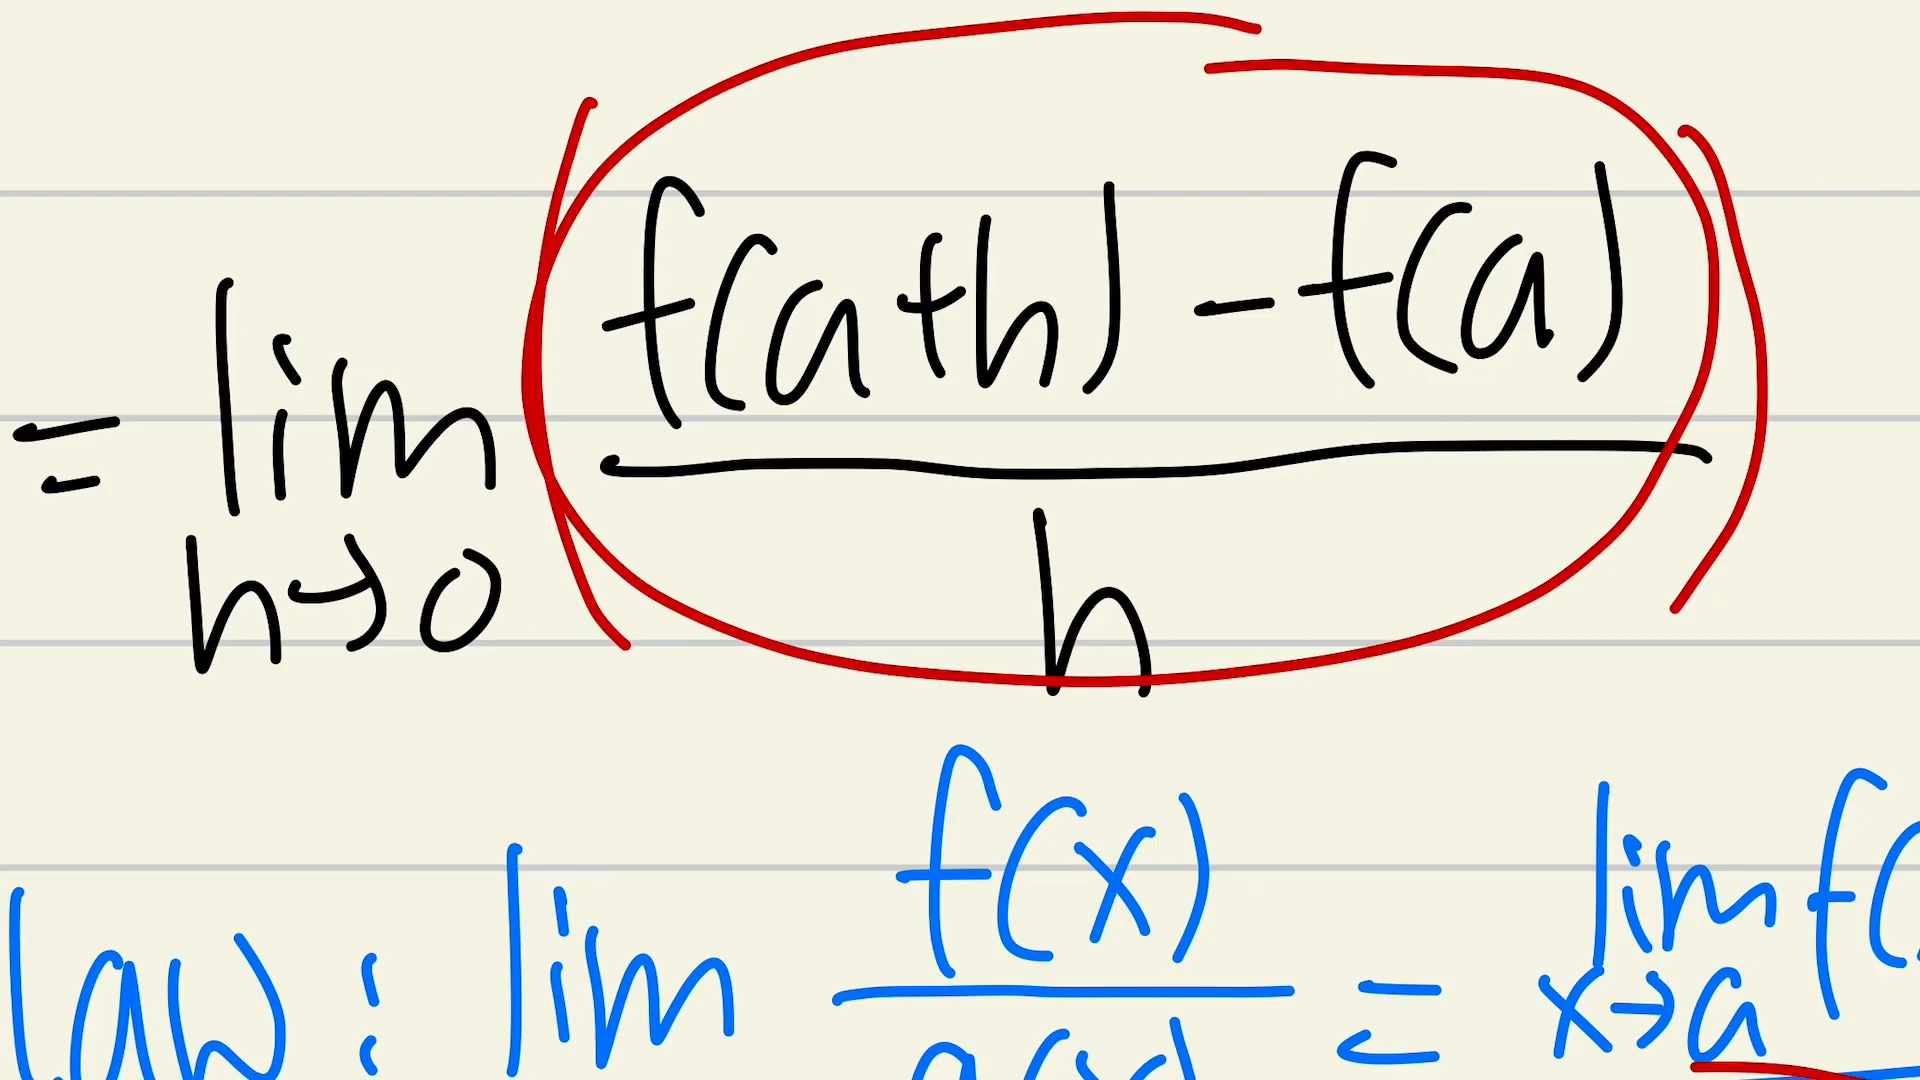 = lim h→0 (f(a+h) - f(a)) / h
Law : lim f(x) / g(x) = lim x→a f(